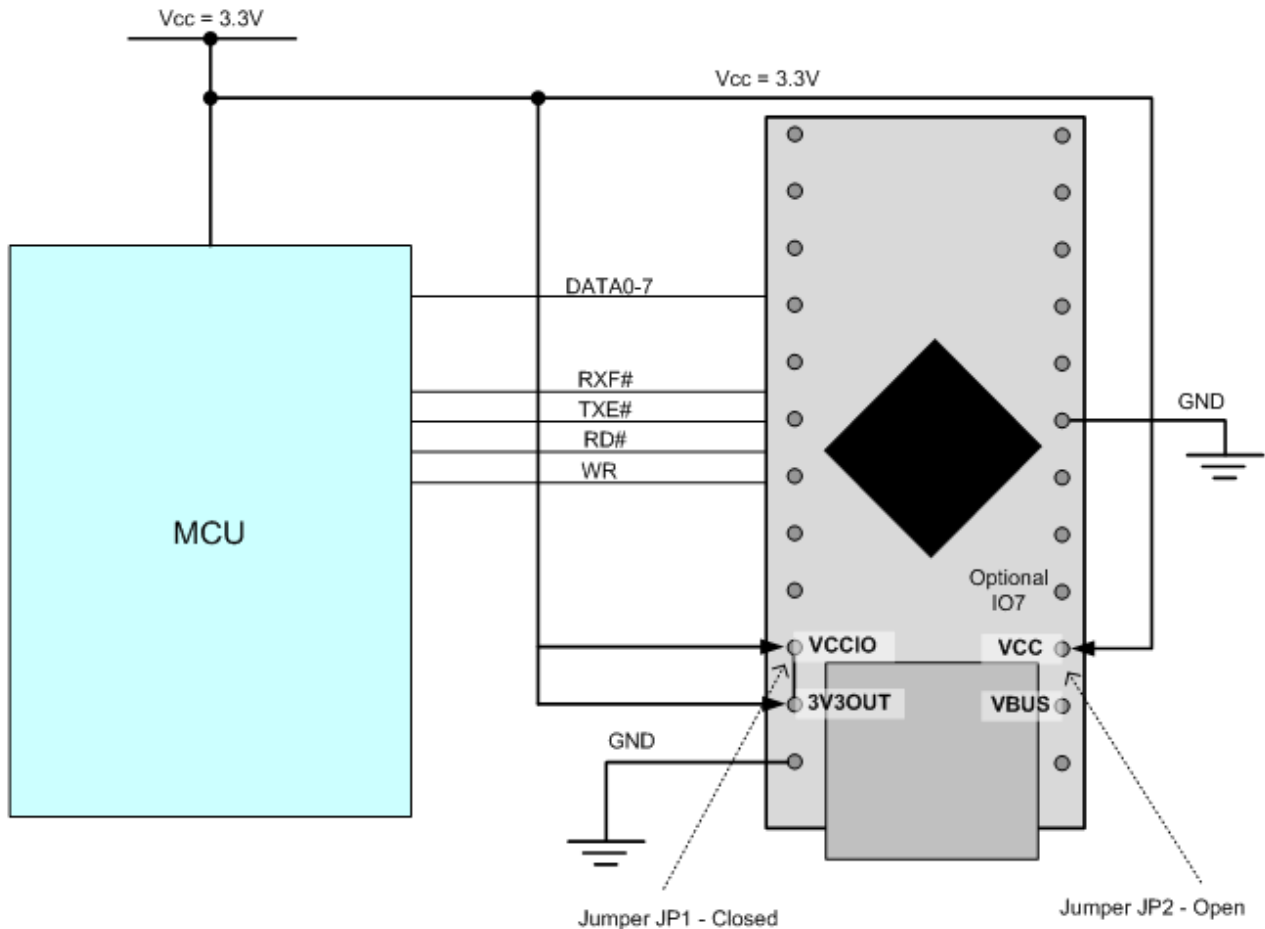 Vcc = 3.3V
Vcc = 3.3V
DATA0-7
RXF#
TXE#
RD#
WR
GND
MCU
Optional
IO7
VCCIO
VCC
3V3OUT
VBUS
GND
Jumper JP1 - Closed
Jumper JP2 - Open